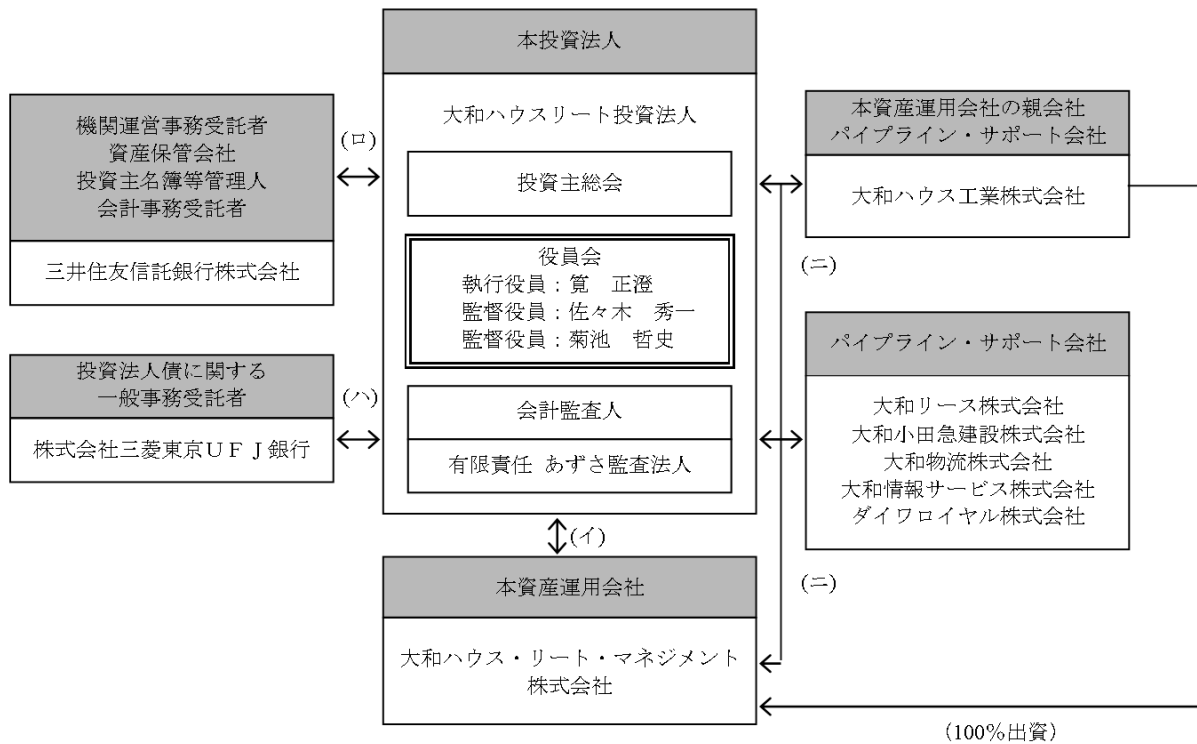 本投資法人
大和ハウスリート投資法人
投資主総会
役員会
執行役員：筧　正澄
監督役員：佐々木　秀一
監督役員：菊池　哲史
会計監査人
有限責任 あずさ監査法人
機関運営事務受託者
資産保管会社
投資主名簿等管理人
会計事務受託者
三井住友信託銀行株式会社
(ロ)
投資法人債に関する
一般事務受託者
株式会社三菱東京ＵＦＪ銀行
(ハ)
本資産運用会社の親会社
パイプライン・サポート会社
大和ハウス工業株式会社
(ニ)
パイプライン・サポート会社
大和リース株式会社
大和小田急建設株式会社
大和物流株式会社
大和情報サービス株式会社
ダイワロイヤル株式会社
(イ)
(ニ)
本資産運用会社
大和ハウス・リート・マネジメント
株式会社
(100％出資)